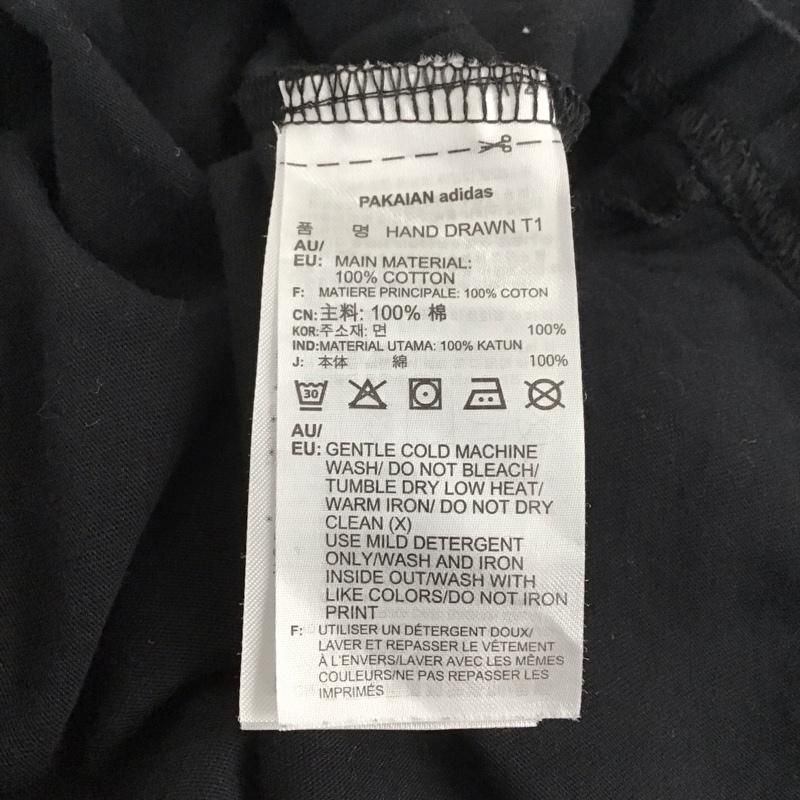 PAKAIAN adidas
품 명 HAND DRAWN T1
AU/
EU: MAIN MATERIAL:
100% COTTON
F: MATIERE PRINCIPALE: 100% COTON
CN:主料: 100% 棉
KOR:주소재: 면 100%
IND:MATERIAL UTAMA: 100% KATUN
J: 本体 綿 100%
30
AU/
EU: GENTLE COLD MACHINE
WASH/ DO NOT BLEACH/
TUMBLE DRY LOW HEAT/
WARM IRON/ DO NOT DRY
CLEAN (X)
USE MILD DETERGENT
ONLY/WASH AND IRON
INSIDE OUT/WASH WITH
LIKE COLORS/DO NOT IRON
PRINT
F: UTILISER UN DÉTERGENT DOUX/
LAVER ET REPASSER LE VÊTEMENT
À L'ENVERS/LAVER AVEC LES MÊMES
COULEURS/NE PAS REPASSER LES
IMPRIMÉS